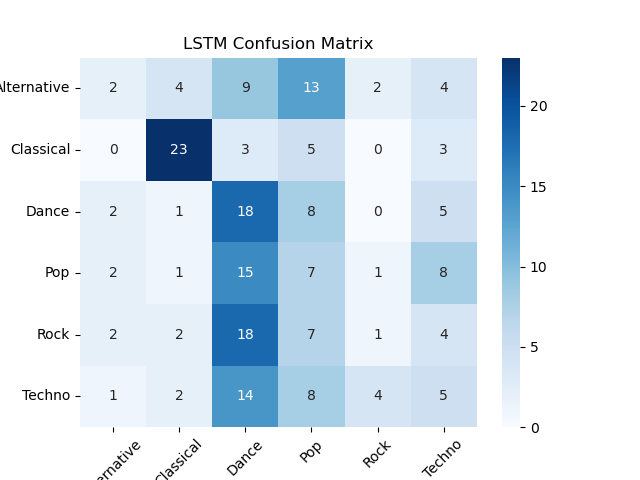 LSTM Confusion Matrix
Alternative 2 4 9 13 2 4
Classical 0 23 3 5 0 3
Dance 2 1 18 8 0 5
Pop 2 1 15 7 1 8
Rock 2 2 18 7 1 4
Techno 1 2 14 8 4 5
ernative Classical Dance Pop Rock Techno
20
15
10
5
0